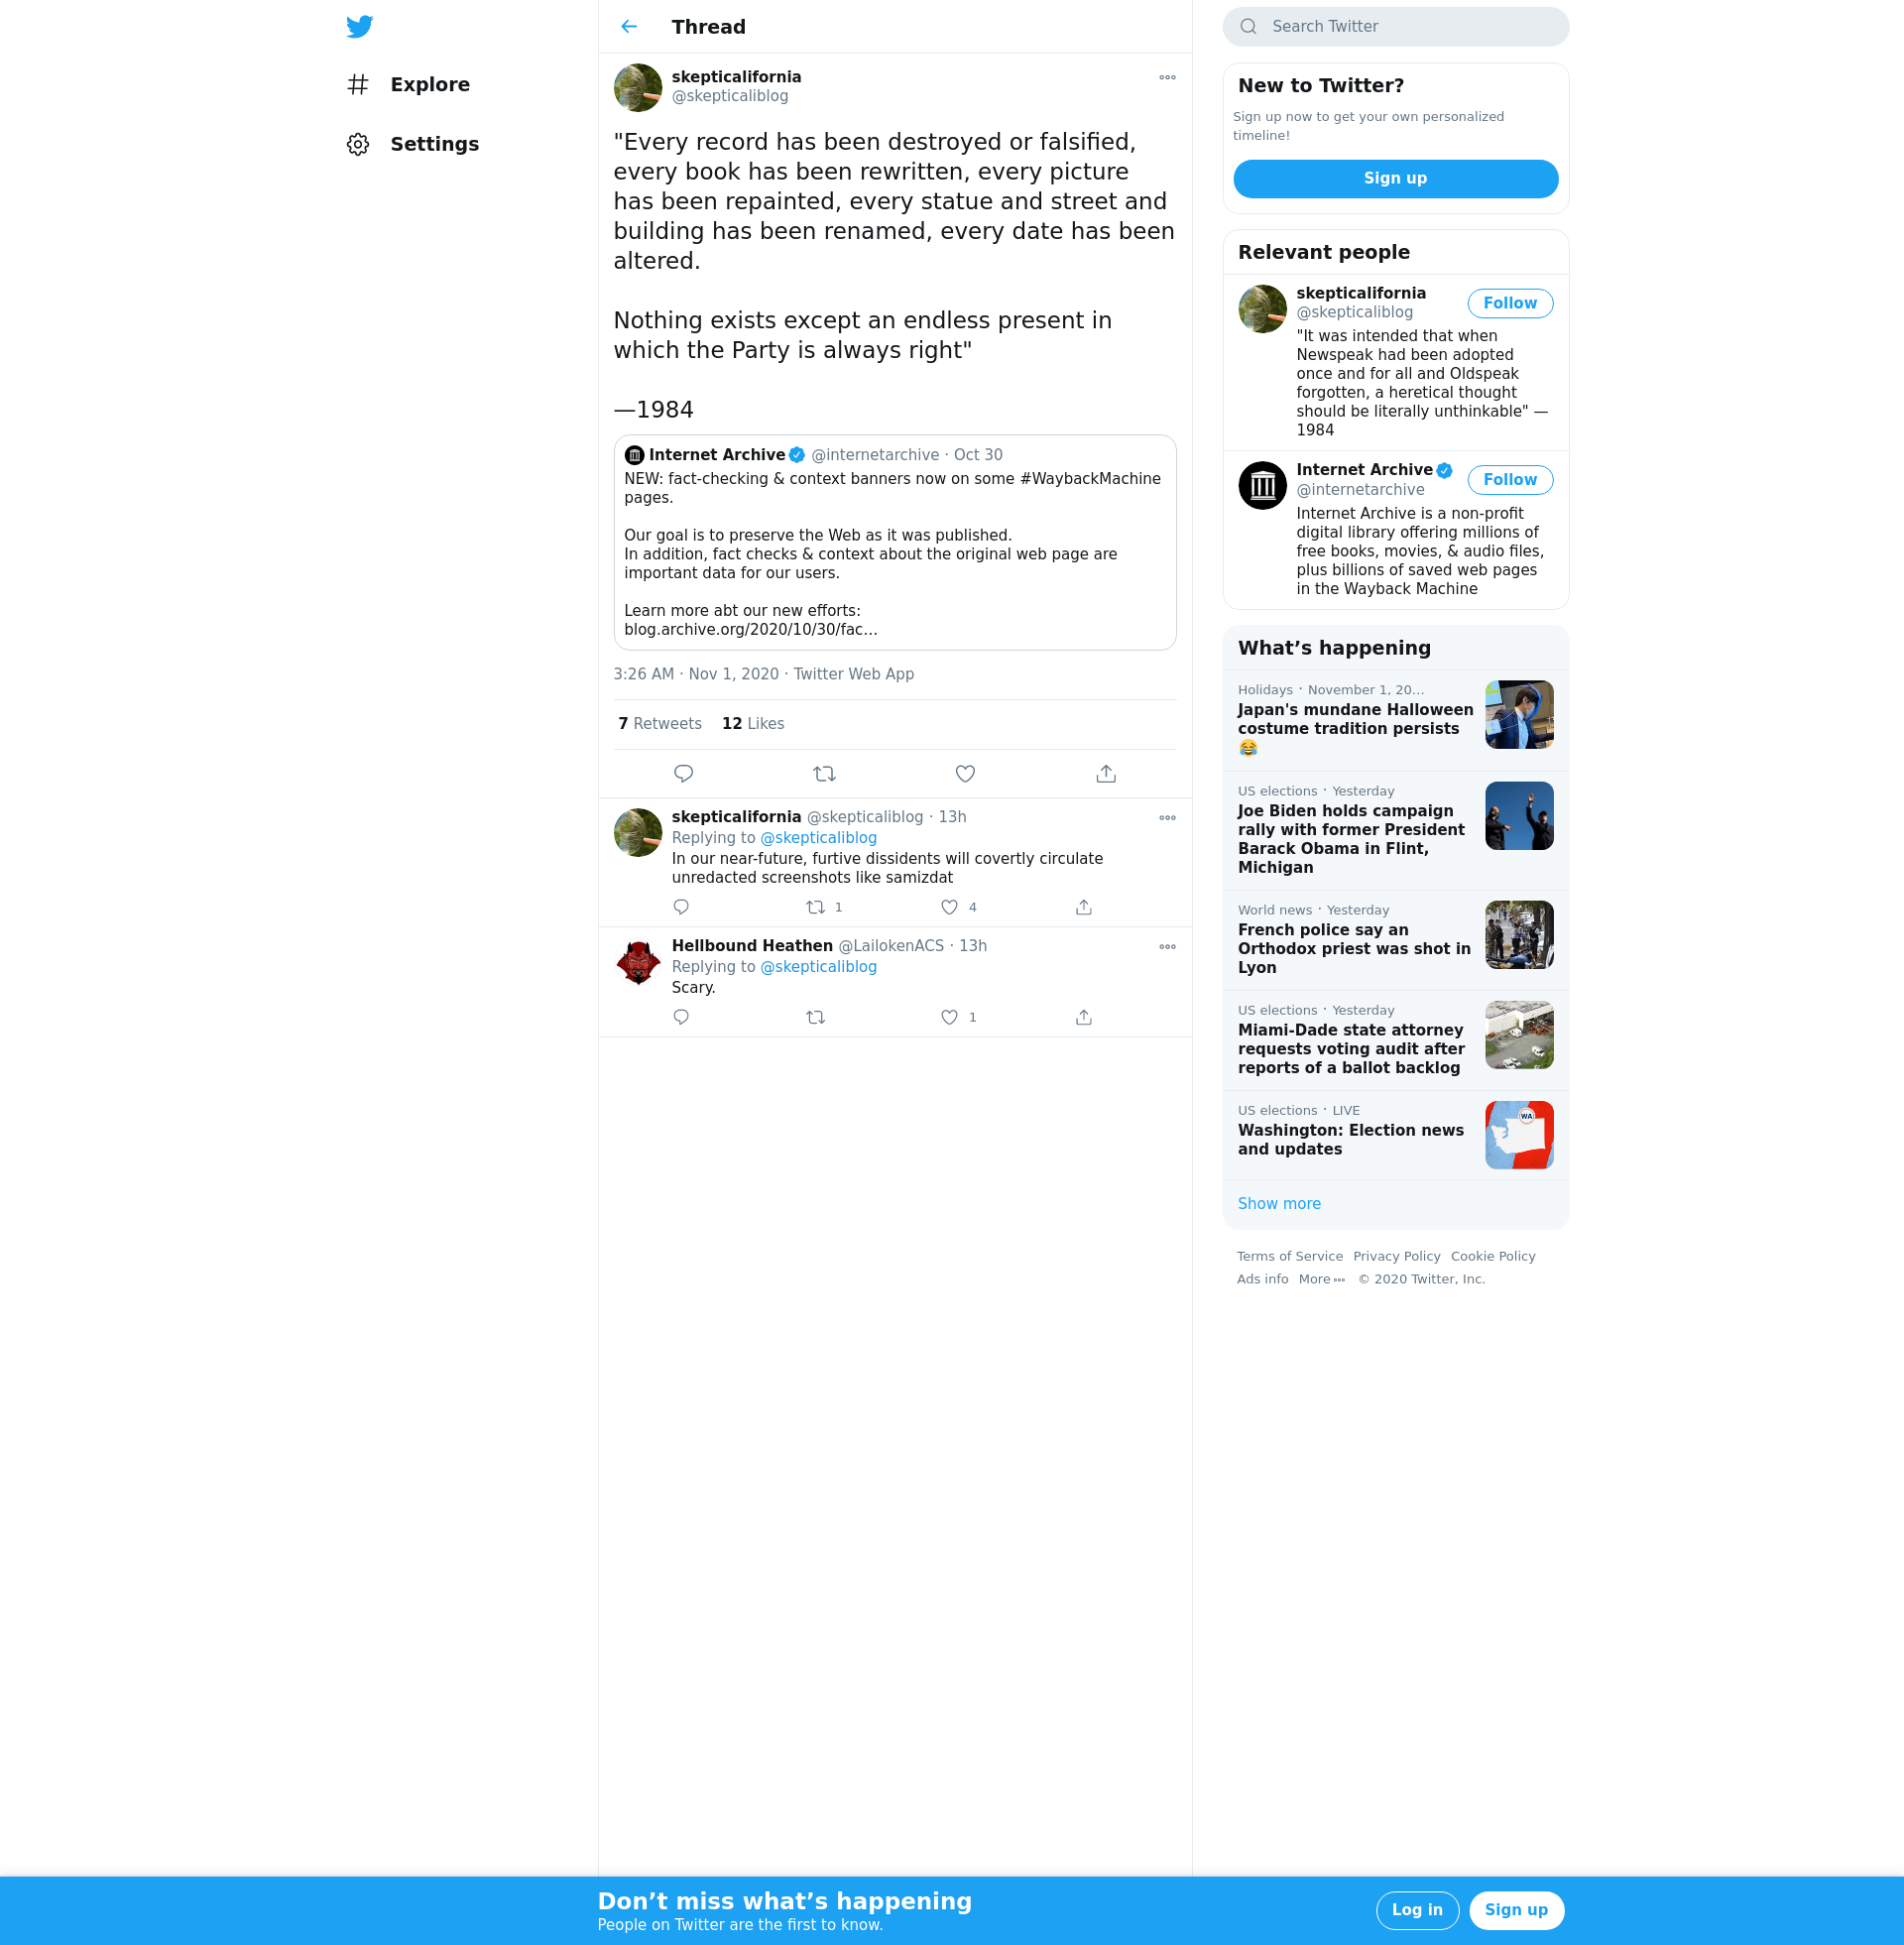 Explore
Settings
Thread
skepticalifornia
@skepticaliblog
"Every record has been destroyed or falsified,
every book has been rewritten, every picture
has been repainted, every statue and street and
building has been renamed, every date has been
altered.
Nothing exists except an endless present in
which the Party is always right"
—1984
Internet Archive @internetarchive · Oct 30
NEW: fact-checking & context banners now on some #WaybackMachine
pages.
Our goal is to preserve the Web as it was published.
In addition, fact checks & context about the original web page are
important data for our users.
Learn more abt our new efforts:
blog.archive.org/2020/10/30/fac…
3:26 AM · Nov 1, 2020 · Twitter Web App
7 Retweets 12 Likes
skepticalifornia @skepticaliblog · 13h
Replying to @skepticaliblog
In our near-future, furtive dissidents will covertly circulate
unredacted screenshots like samizdat
1 4
Hellbound Heathen @LailokenACS · 13h
Replying to @skepticaliblog
Scary.
1
Search Twitter
New to Twitter?
Sign up now to get your own personalized
timeline!
Sign up
Relevant people
skepticalifornia
@skepticaliblog
Follow
"It was intended that when
Newspeak had been adopted
once and for all and Oldspeak
forgotten, a heretical thought
should be literally unthinkable" —
1984
Internet Archive
@internetarchive
Follow
Internet Archive is a non-profit
digital library offering millions of
free books, movies, & audio files,
plus billions of saved web pages
in the Wayback Machine
What’s happening
Holidays · November 1, 20…
Japan's mundane Halloween
costume tradition persists
😂
US elections · Yesterday
Joe Biden holds campaign
rally with former President
Barack Obama in Flint,
Michigan
World news · Yesterday
French police say an
Orthodox priest was shot in
Lyon
US elections · Yesterday
Miami-Dade state attorney
requests voting audit after
reports of a ballot backlog
US elections · LIVE
Washington: Election news
and updates
WA
Show more
Terms of Service Privacy Policy Cookie Policy
Ads info More © 2020 Twitter, Inc.
Don’t miss what’s happening
People on Twitter are the first to know.
Log in
Sign up